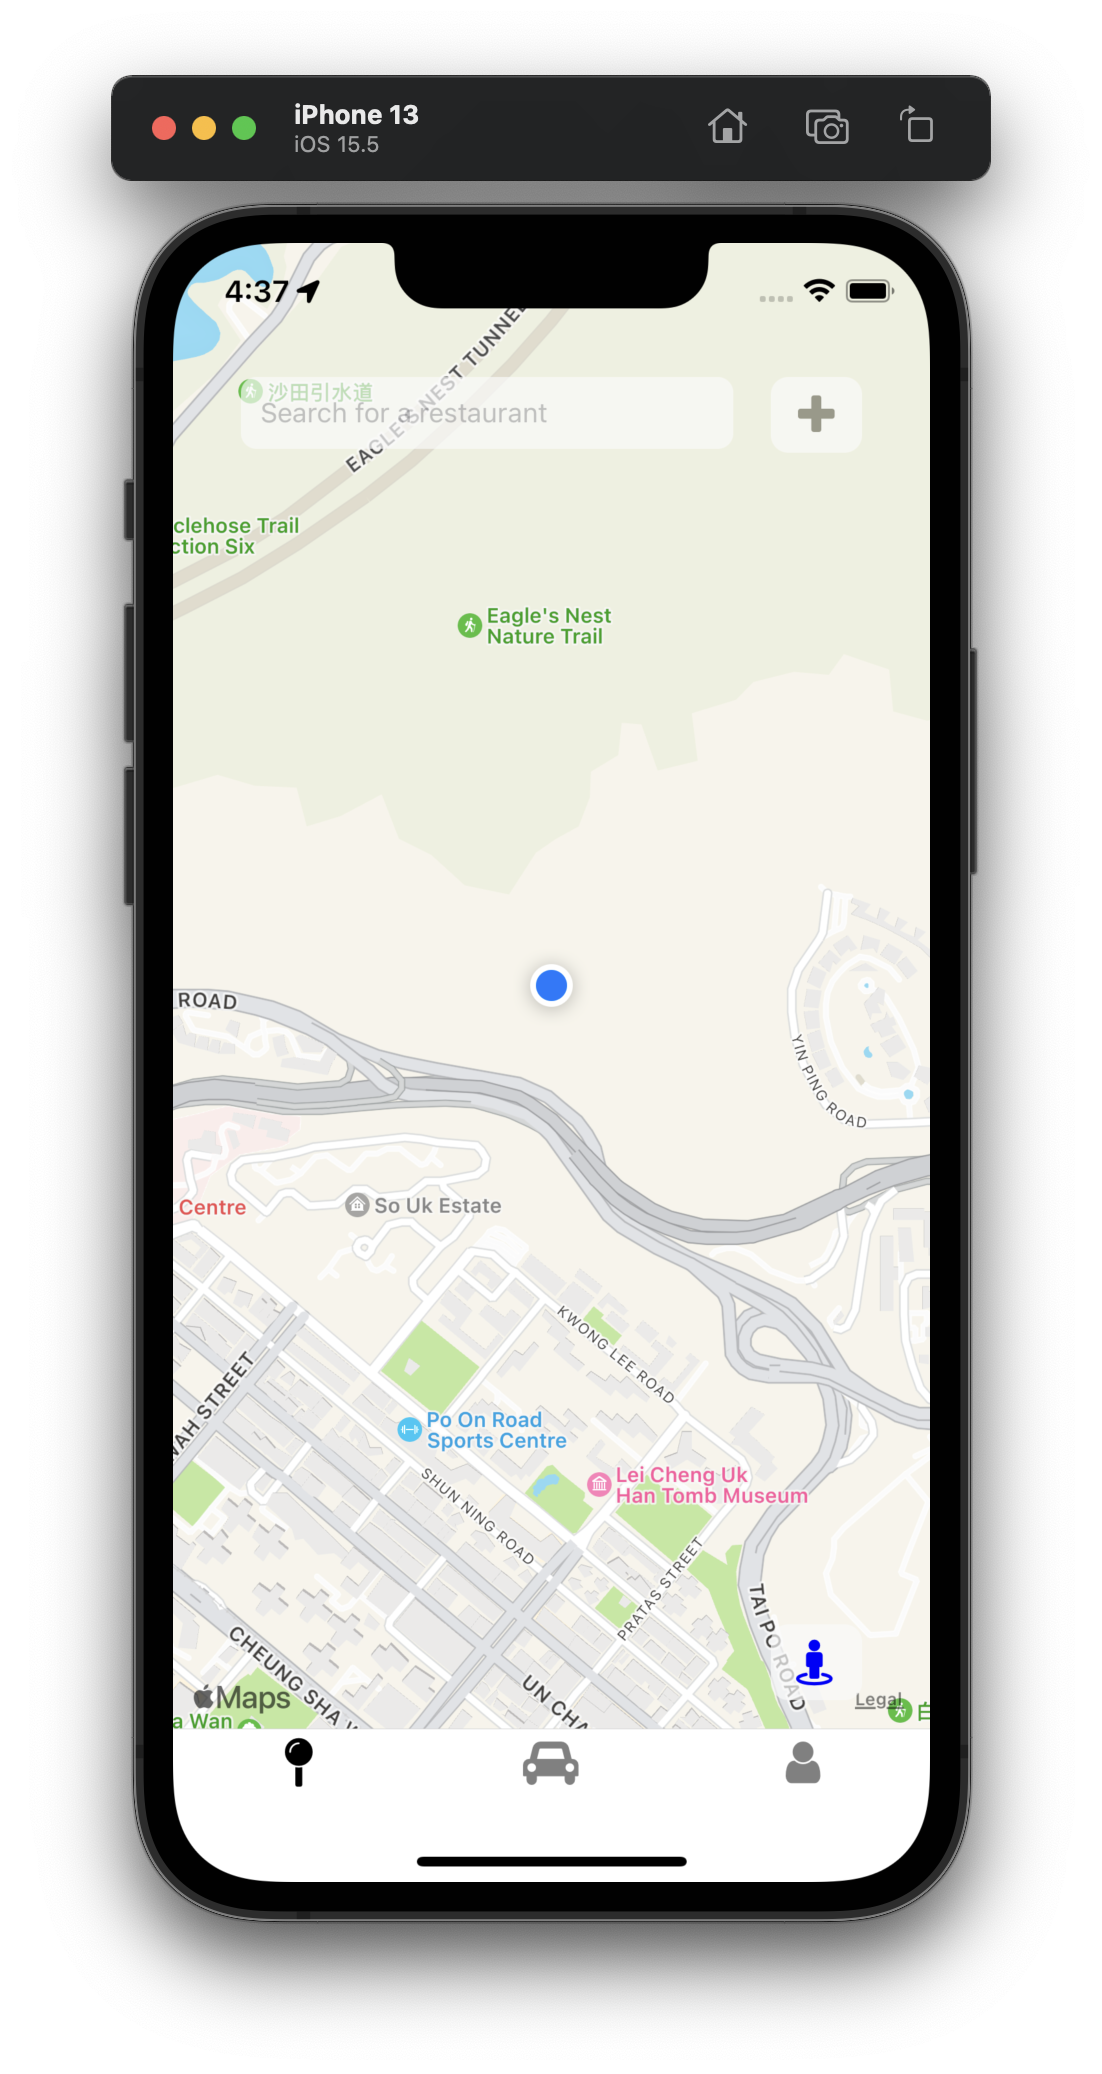 iPhone 13
iOS 15.5
4:37
沙田引水道
Search for a restaurant
EAGLE'S NEST TUNNEL
clehose Trail
ction Six
Eagle's Nest
Nature Trail
ROAD
YIN PING ROAD
Centre
So Uk Estate
KWONG LEE ROAD
WAH STREET
Po On Road
Sports Centre
Lei Cheng Uk
Han Tomb Museum
SHUN NING ROAD
PRATAS STREET
TAI PO ROAD
CHEUNG SHA W
UN CHA
Maps
Legal
a Wan